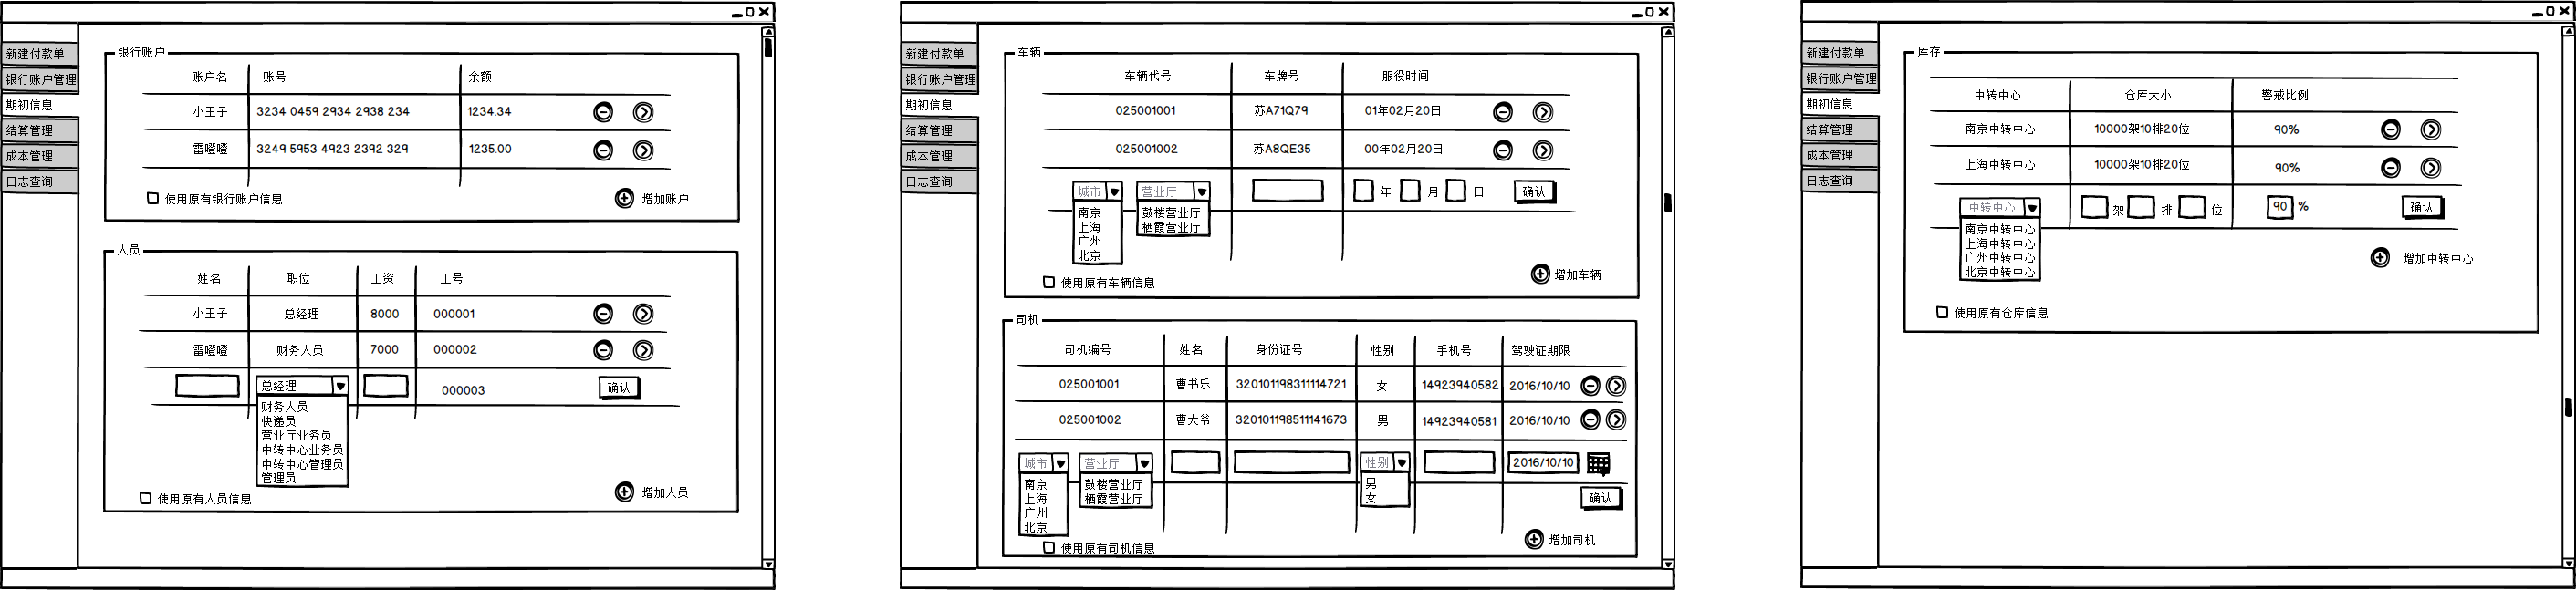 新建付款单
银行账户管理
期初信息
结算管理
成本管理
日志查询
银行账户
账户名 账号 余额
小王子 3234 0459 2934 2938 234 1234.34
雷噔噔 3249 5953 4923 2392 329 1235.00
使用原有银行账户信息 增加账户
人员
姓名 职位 工资 工号
小王子 总经理 8000 000001
雷噔噔 财务人员 7000 000002
总经理 000003 确认
财务人员
快递员
营业厅业务员
中转中心业务员
中转中心管理员
管理员
使用原有人员信息 增加人员
新建付款单
银行账户管理
期初信息
结算管理
成本管理
日志查询
车辆
车辆代号 车牌号 服役时间
025001001 苏A71Q79 01年02月20日
025001002 苏A8QE35 00年02月20日
城市 营业厅 年 月 日 确认
南京 鼓楼营业厅
上海 栖霞营业厅
广州
北京
使用原有车辆信息 增加车辆
司机
司机编号 姓名 身份证号 性别 手机号 驾驶证期限
025001001 曹书乐 320101198311114721 女 14923940582 2016/10/10
025001002 曹大爷 320101198511141673 男 14923940581 2016/10/10
城市 营业厅 性别 2016/10/10
南京 鼓楼营业厅 男
上海 栖霞营业厅 女 确认
广州
北京
使用原有司机信息 增加司机
新建付款单
银行账户管理
期初信息
结算管理
成本管理
日志查询
库存
中转中心 仓库大小 警戒比例
南京中转中心 10000架10排20位 90%
上海中转中心 10000架10排20位 90%
中转中心 架 排 位 90 % 确认
南京中转中心
上海中转中心
广州中转中心
北京中转中心
增加中转中心
使用原有仓库信息